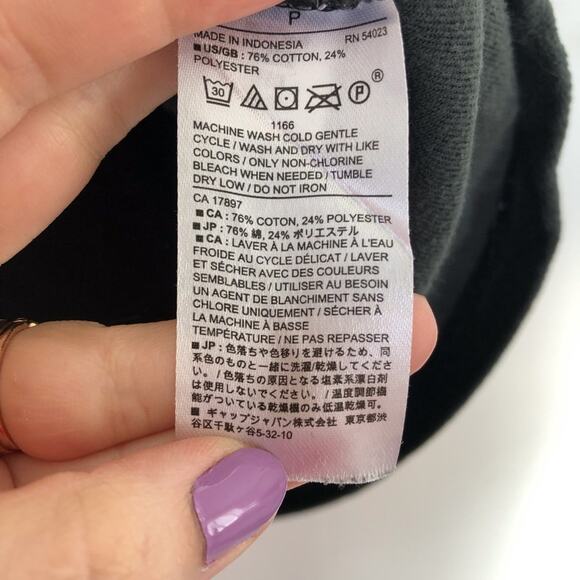 P
MADE IN INDONESIA RN 54023
■ US/GB: 76% COTTON, 24%
POLYESTER
30 P ®
1166
MACHINE WASH COLD GENTLE
CYCLE / WASH AND DRY WITH LIKE
COLORS / ONLY NON-CHLORINE
BLEACH WHEN NEEDED / TUMBLE
DRY LOW / DO NOT IRON
CA 17897
■ CA: 76% COTTON, 24% POLYESTER
■ JP: 76% 綿, 24% ポリエステル
■ CA: LAVER À LA MACHINE À L'EAU
FROIDE AU CYCLE DÉLICAT / LAVER
ET SÉCHER AVEC DES COULEURS
SEMBLABLES / UTILISER AU BESOIN
UN AGENT DE BLANCHIMENT SANS
CHLORE UNIQUEMENT / SÉCHER À
LA MACHINE À BASSE
TEMPÉRATURE / NE PAS REPASSER
■ JP: 色落ちや色移りを避けるため、同
系色のものと一緒に洗濯/乾燥してくださ
い。/ 色落ちの原因となる塩素系漂白剤
は使用しないでください。/ 温度調節機
能がついている乾燥機のみ低温乾燥可。
■ ギャップジャパン株式会社 東京都渋
谷区千駄ヶ谷5-32-10